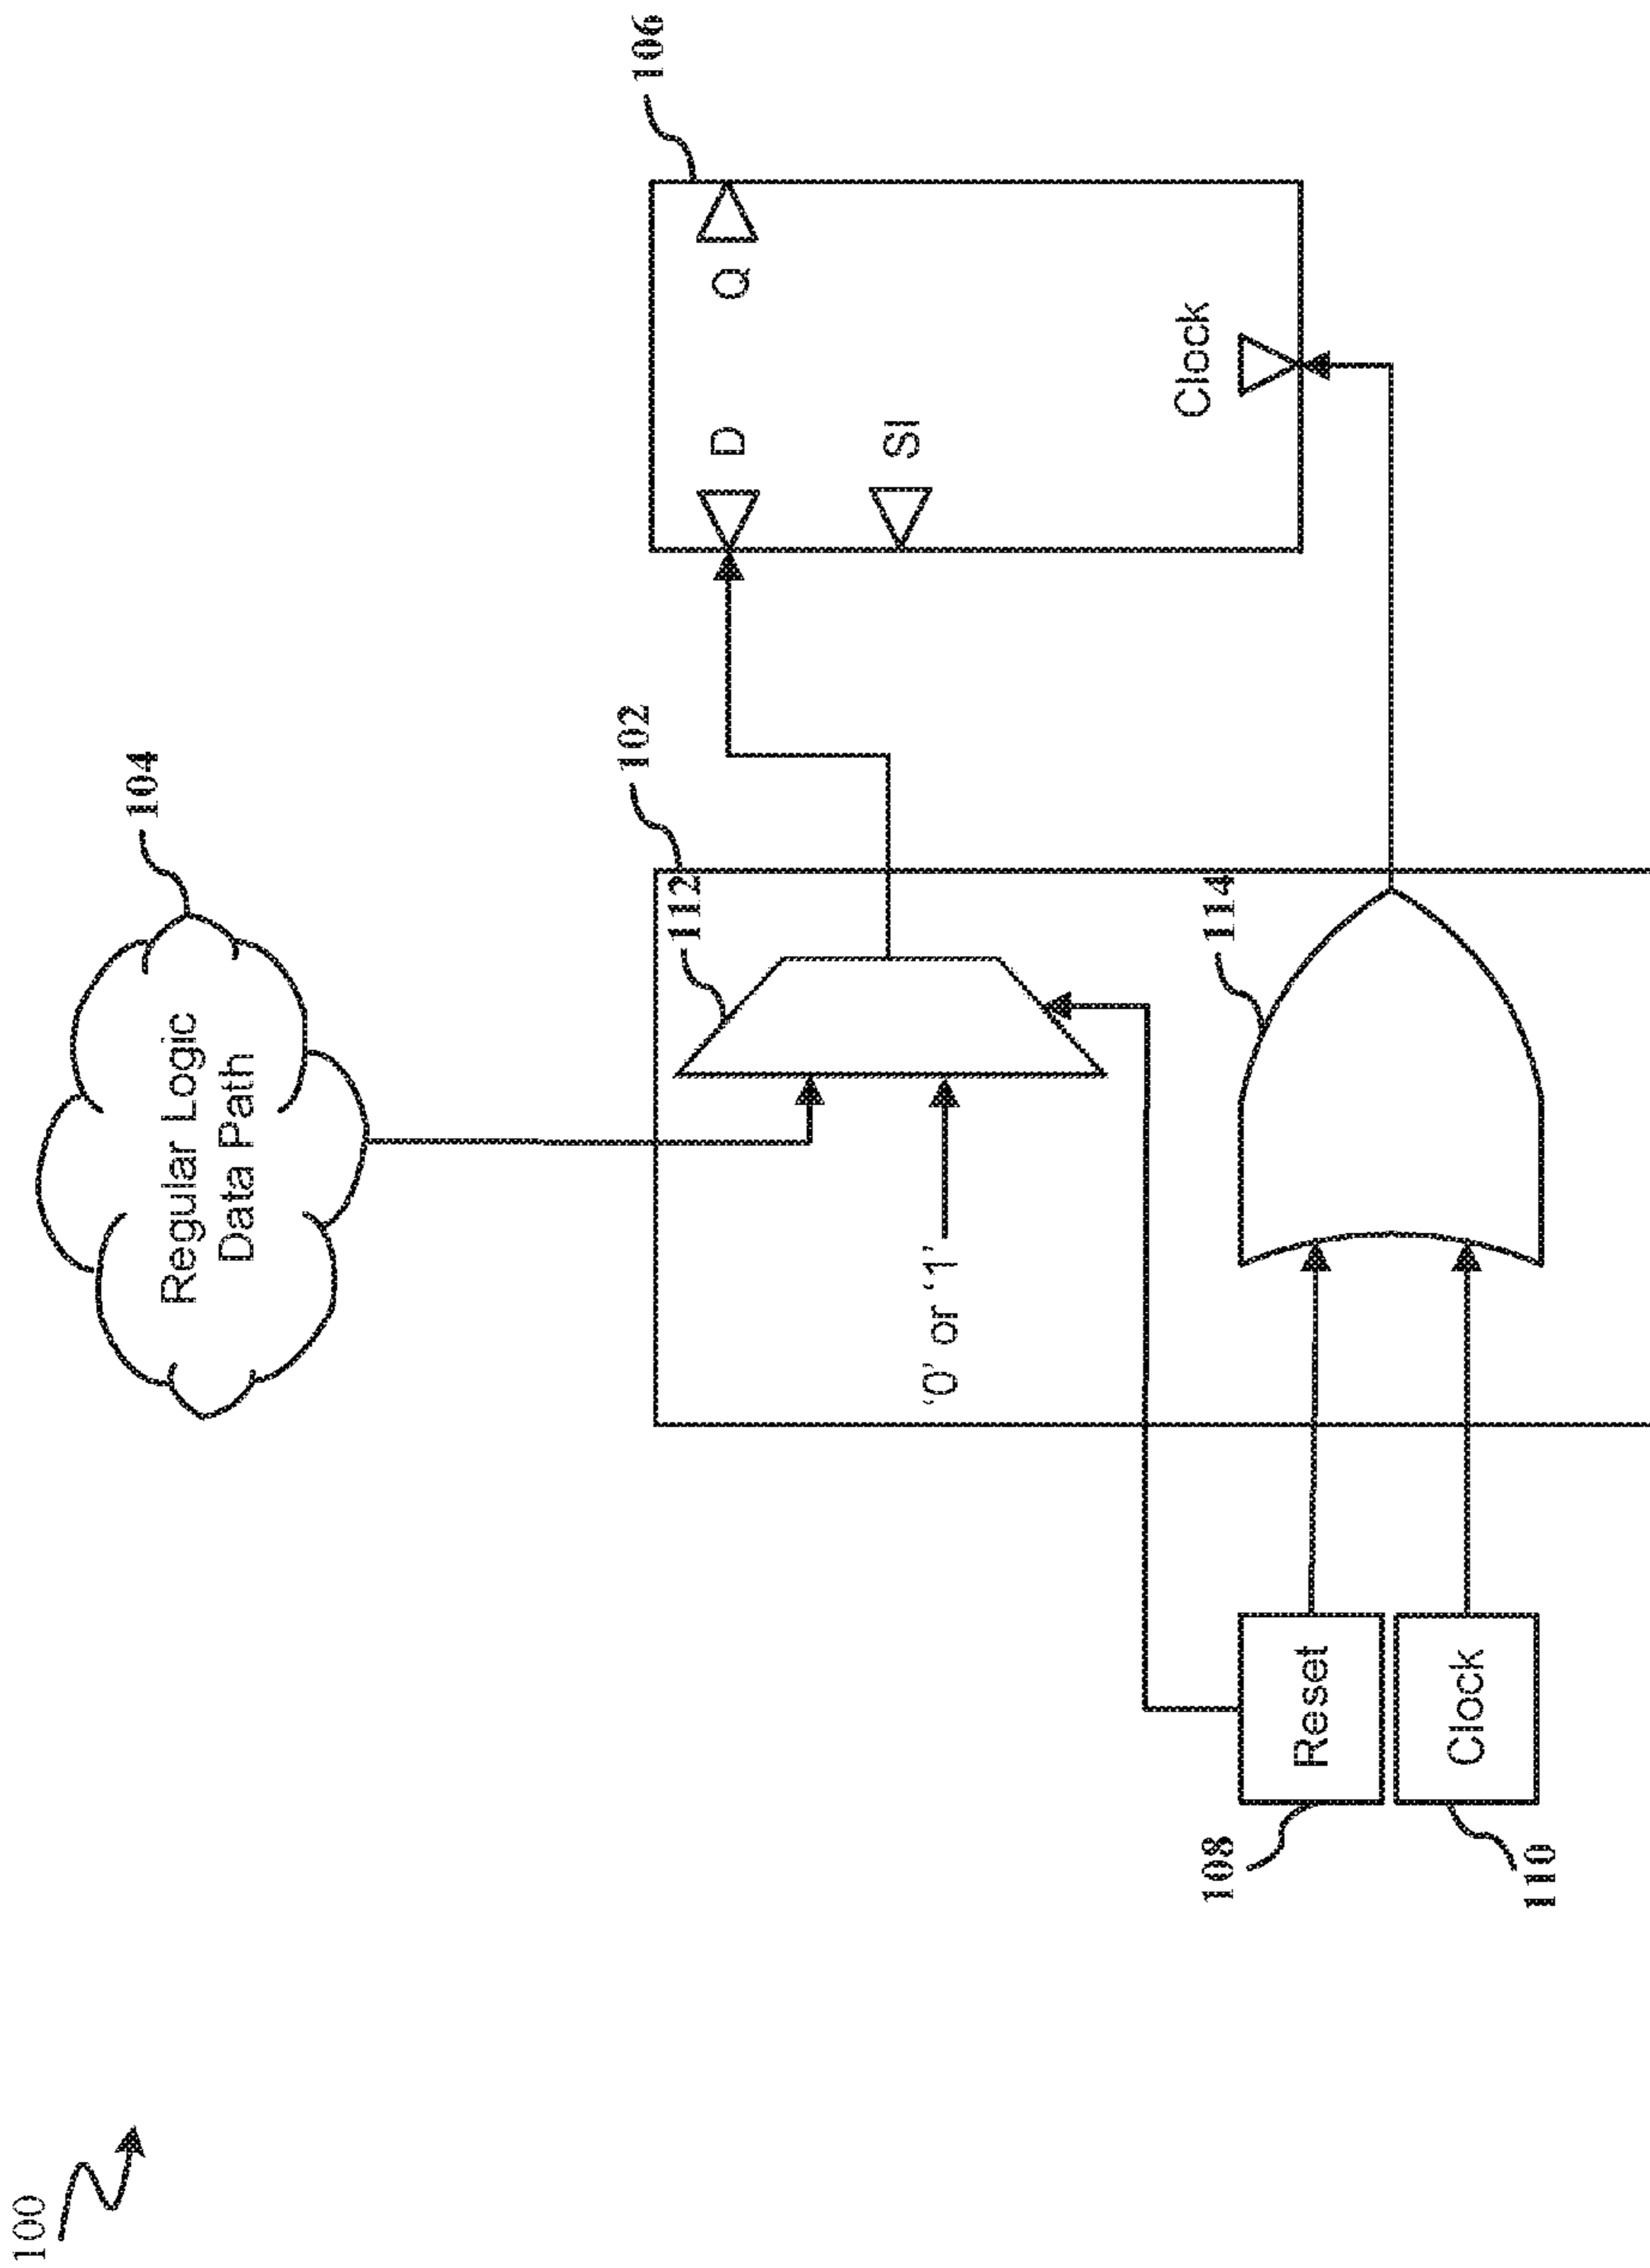 100
104
Regular Logic
Data Path
102
106
112
'0' or '1'
D
Q
SI
Clock
114
108
Reset
Clock
110